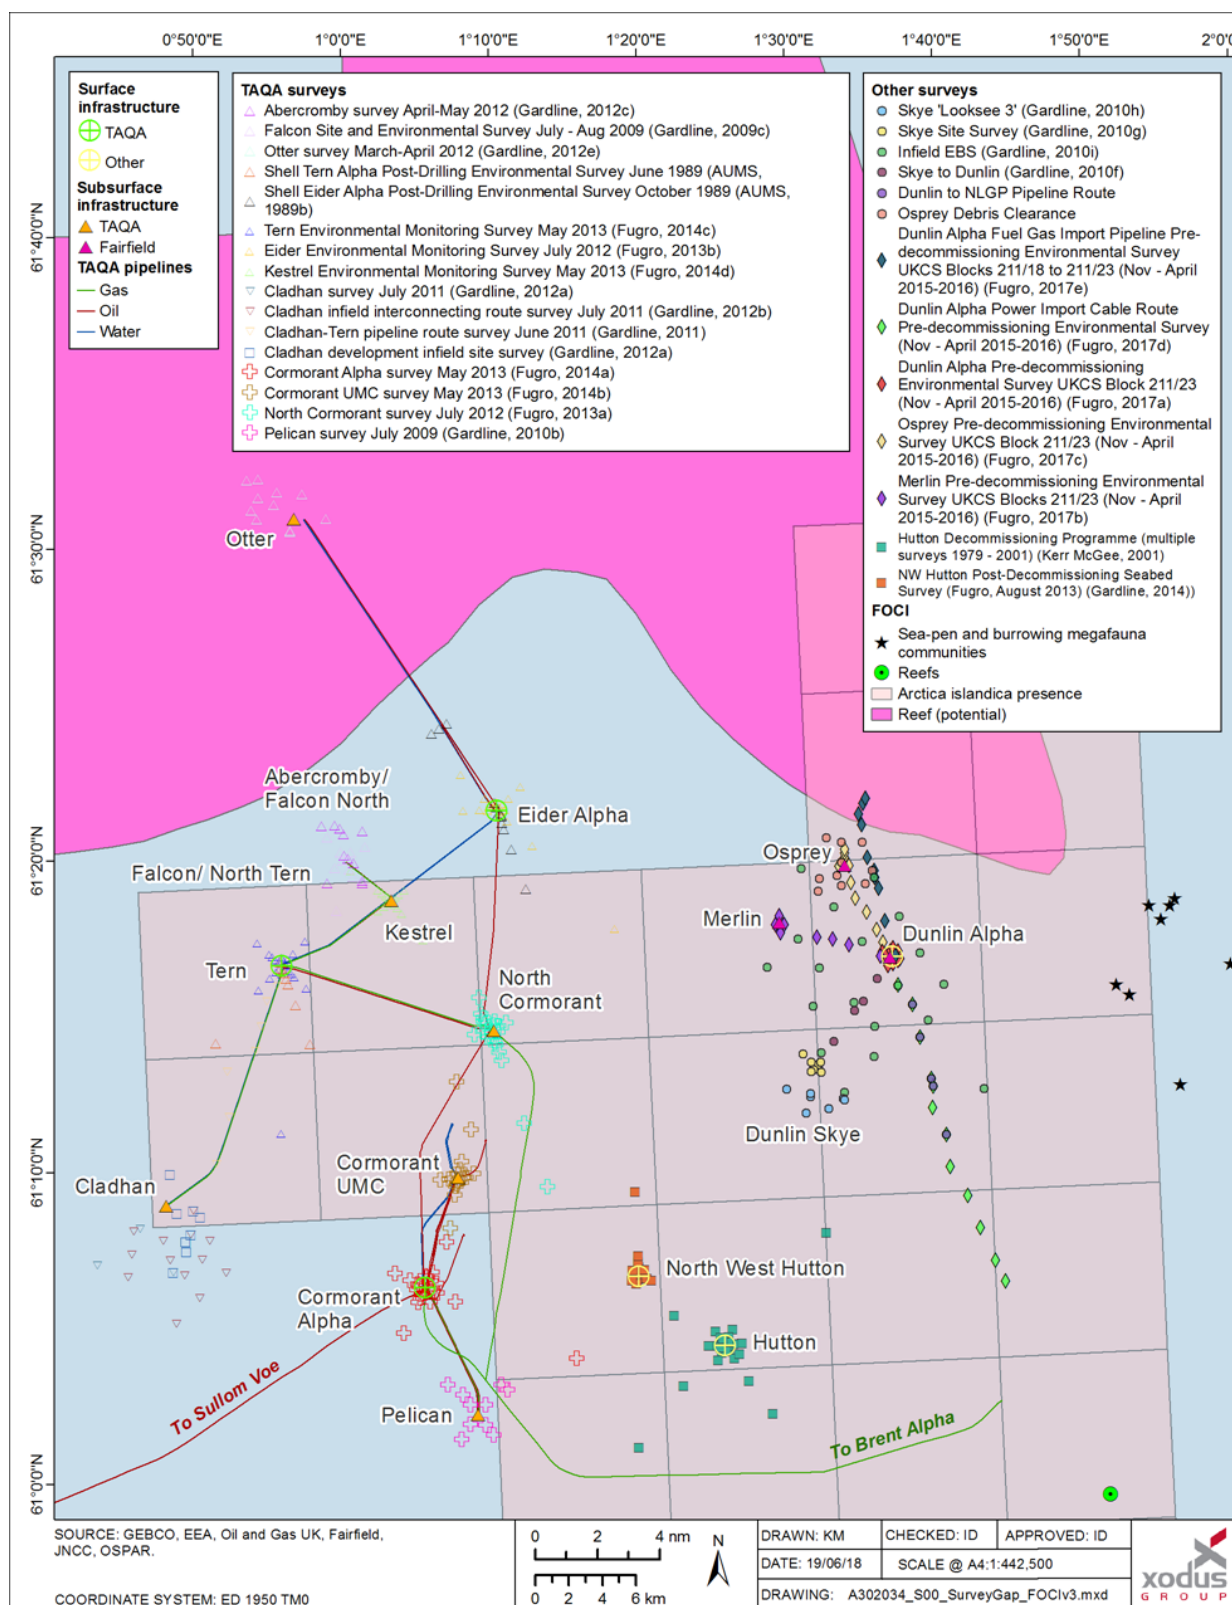 0°50'0"E
1°0'0"E
1°10'0"E
1°20'0"E
1°30'0"E
1°40'0"E
1°50'0"E
2°0'0
61°40'0"N
61°30'0"N
61°20'0"N
61°10'0"N
61°0'0"N
Surface
infrastructure
TAQA
Other
Subsurface
infrastructure
TAQA
Fairfield
TAQA pipelines
Gas
Oil
Water
TAQA surveys
Abercromby survey April-May 2012 (Gardline, 2012c)
Falcon Site and Environmental Survey July - Aug 2009 (Gardline, 2009c)
Otter survey March-April 2012 (Gardline, 2012e)
Shell Tern Alpha Post-Drilling Environmental Survey June 1989 (AUMS,
Shell Eider Alpha Post-Drilling Environmental Survey October 1989 (AUMS,
1989b)
Tern Environmental Monitoring Survey May 2013 (Fugro, 2014c)
Eider Environmental Monitoring Survey July 2012 (Fugro, 2013b)
Kestrel Environmental Monitoring Survey May 2013 (Fugro, 2014d)
Cladhan survey July 2011 (Gardline, 2012a)
Cladhan infield interconnecting route survey July 2011 (Gardline, 2012b)
Cladhan-Tern pipeline route survey June 2011 (Gardline, 2011)
Cladhan development infield site survey (Gardline, 2012a)
Cormorant Alpha survey May 2013 (Fugro, 2014a)
Cormorant UMC survey May 2013 (Fugro, 2014b)
North Cormorant survey July 2012 (Fugro, 2013a)
Pelican survey July 2009 (Gardline, 2010b)
Other surveys
Skye 'Looksee 3' (Gardline, 2010h)
Skye Site Survey (Gardline, 2010g)
Infield EBS (Gardline, 2010i)
Skye to Dunlin (Gardline, 2010f)
Dunlin to NLGP Pipeline Route
Osprey Debris Clearance
Dunlin Alpha Fuel Gas Import Pipeline Pre-
decommissioning Environmental Survey
UKCS Blocks 211/18 to 211/23 (Nov - April
2015-2016) (Fugro, 2017e)
Dunlin Alpha Power Import Cable Route
Pre-decommissioning Environmental Survey
(Nov - April 2015-2016) (Fugro, 2017d)
Dunlin Alpha Pre-decommissioning
Environmental Survey UKCS Block 211/23
(Nov - April 2015-2016) (Fugro, 2017a)
Osprey Pre-decommissioning Environmental
Survey UKCS Block 211/23 (Nov - April
2015-2016) (Fugro, 2017c)
Merlin Pre-decommissioning Environmental
Survey UKCS Blocks 211/23 (Nov - April
2015-2016) (Fugro, 2017b)
Hutton Decommissioning Programme (multiple
surveys 1979 - 2001) (Kerr McGee, 2001)
NW Hutton Post-Decommissioning Seabed
Survey (Fugro, August 2013) (Gardline, 2014))
FOCI
Sea-pen and burrowing megafauna
communities
Reefs
Arctica islandica presence
Reef (potential)
Otter
Abercromby/
Falcon North
Eider Alpha
Falcon/ North Tern
Kestrel
Tern
North
Cormorant
Osprey
Merlin
Dunlin Alpha
Dunlin Skye
Cormorant
UMC
Cladhan
North West Hutton
Cormorant
Alpha
Hutton
Pelican
To Sullom Voe
To Brent Alpha
SOURCE: GEBCO, EEA, Oil and Gas UK, Fairfield,
JNCC, OSPAR.
COORDINATE SYSTEM: ED 1950 TM0
0 2 4 nm
0 2 4 6 km
N
DRAWN: KM
CHECKED: ID
APPROVED: ID
DATE: 19/06/18
SCALE @ A4:1:442,500
DRAWING: A302034_S00_SurveyGap_FOCIv3.mxd
xodus
GROUP